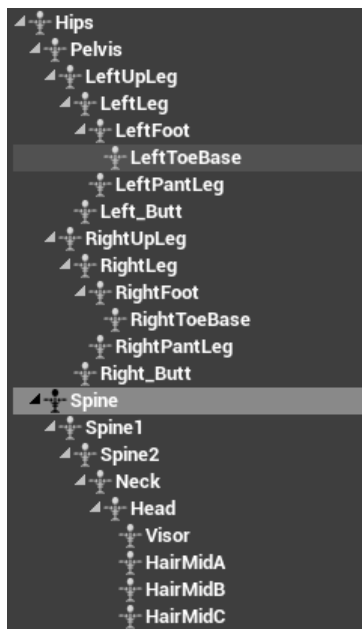 Hips
Pelvis
LeftUpLeg
LeftLeg
LeftFoot
LeftToeBase
LeftPantLeg
Left_Butt
RightUpLeg
RightLeg
RightFoot
RightToeBase
RightPantLeg
Right_Butt
Spine
Spine1
Spine2
Neck
Head
Visor
HairMidA
HairMidB
HairMidC